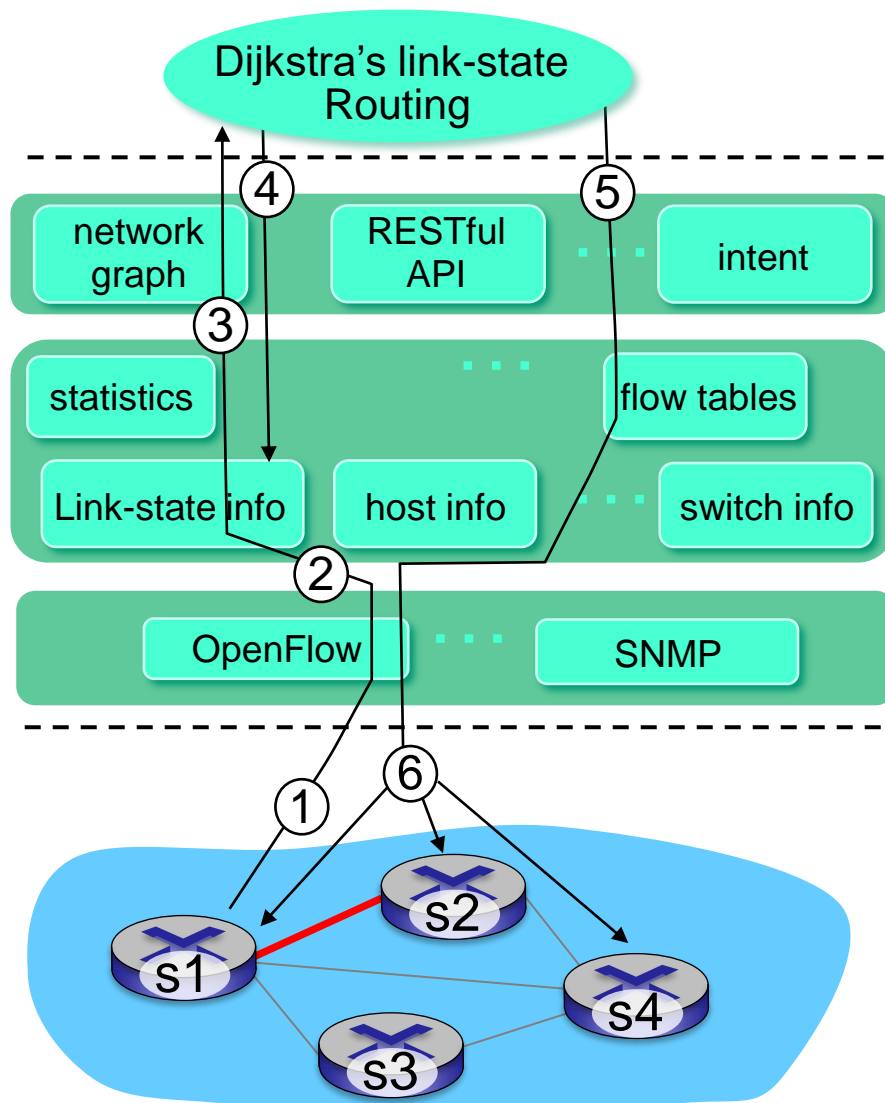 Dijkstra's link-state
Routing
4
5
network
graph
RESTful
API
intent
3
statistics
flow tables
Link-state info
host info
switch info
2
OpenFlow
SNMP
1
6
s2
s1
s4
s3